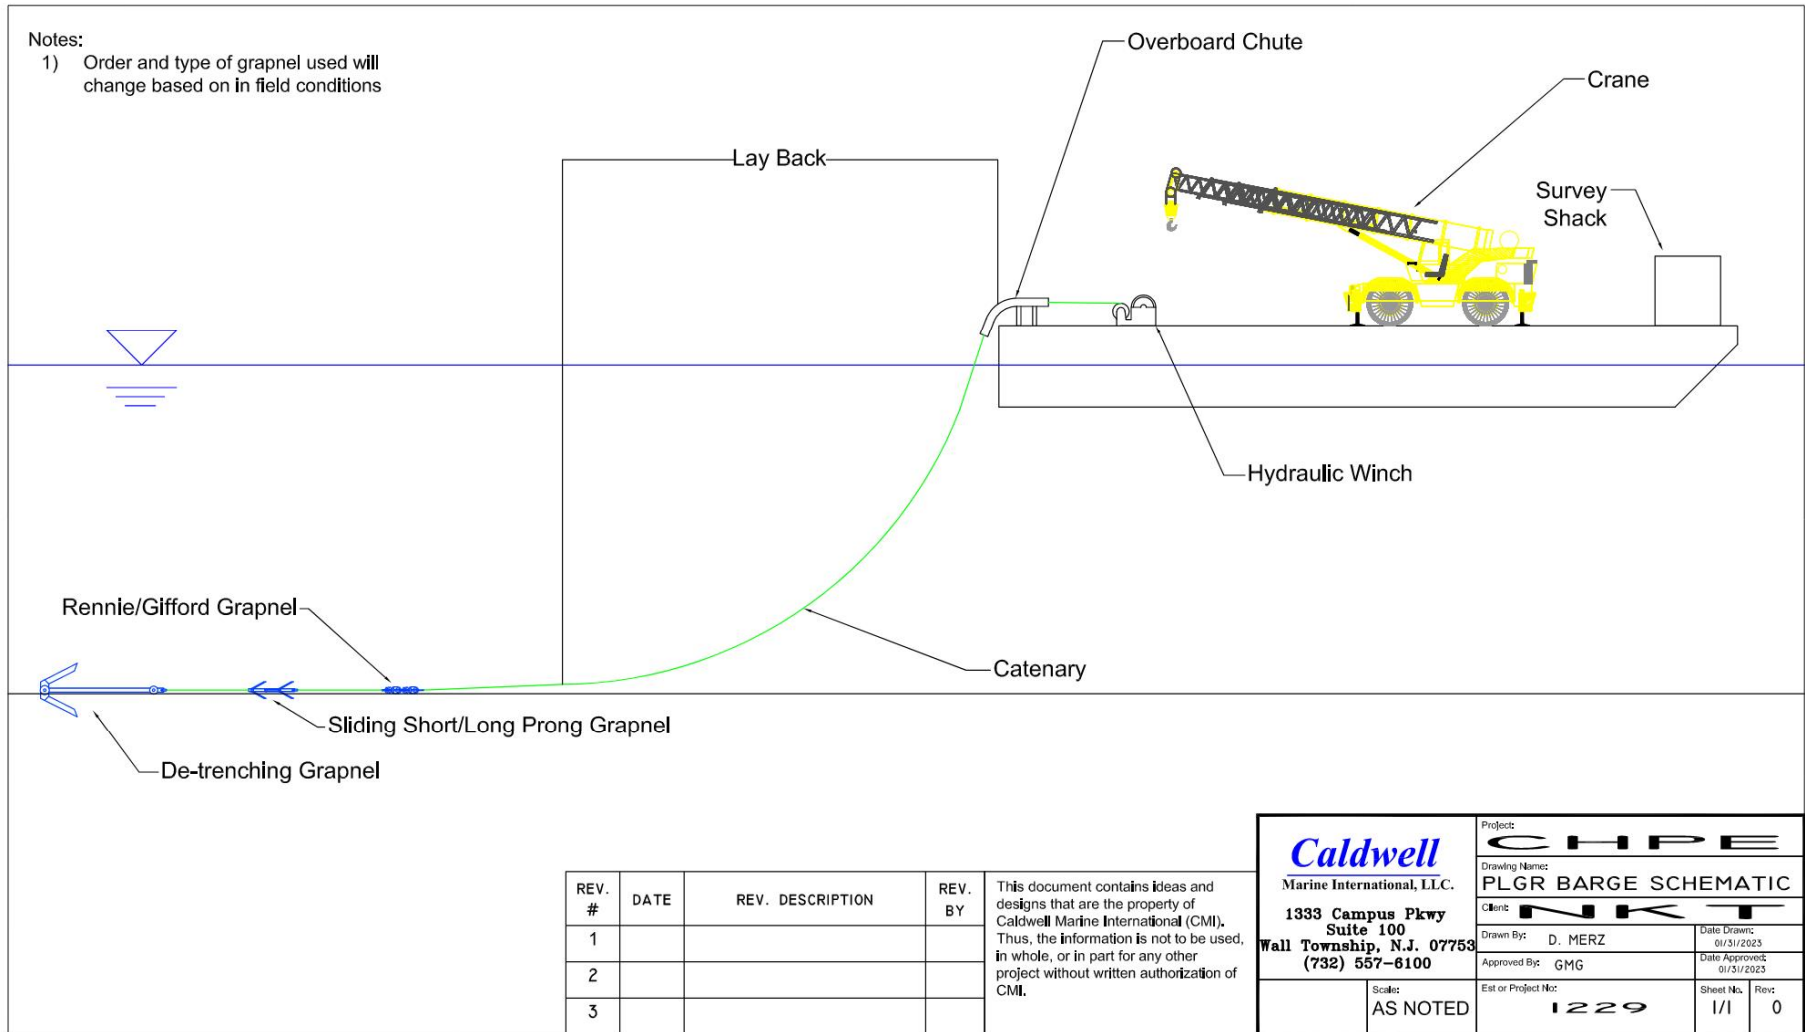 Notes:
1) Order and type of grapnel used will
change based on in field conditions
Overboard Chute
Crane
Lay Back
Survey
Shack
Hydraulic Winch
Rennie/Gifford Grapnel
Catenary
Sliding Short/Long Prong Grapnel
De-trenching Grapnel
REV.
#
DATE
REV. DESCRIPTION
REV.
BY
1
2
3
This document contains ideas and
designs that are the property of
Caldwell Marine International (CMI).
Thus, the information is not to be used,
in whole, or in part for any other
project without written authorization of
CMI.
Caldwell
Marine International, LLC.
1333 Campus Pkwy
Suite 100
Wall Township, N.J. 07753
(732) 557-6100
Scale:
AS NOTED
Project:
CHPE
Drawing Name:
PLGR BARGE SCHEMATIC
Client:
NKT
Drawn By: D. MERZ
Date Drawn:
01/31/2023
Approved By: GMG
Date Approved:
01/31/2023
Est or Project No:
1229
Sheet No.
1/1
Rev:
0